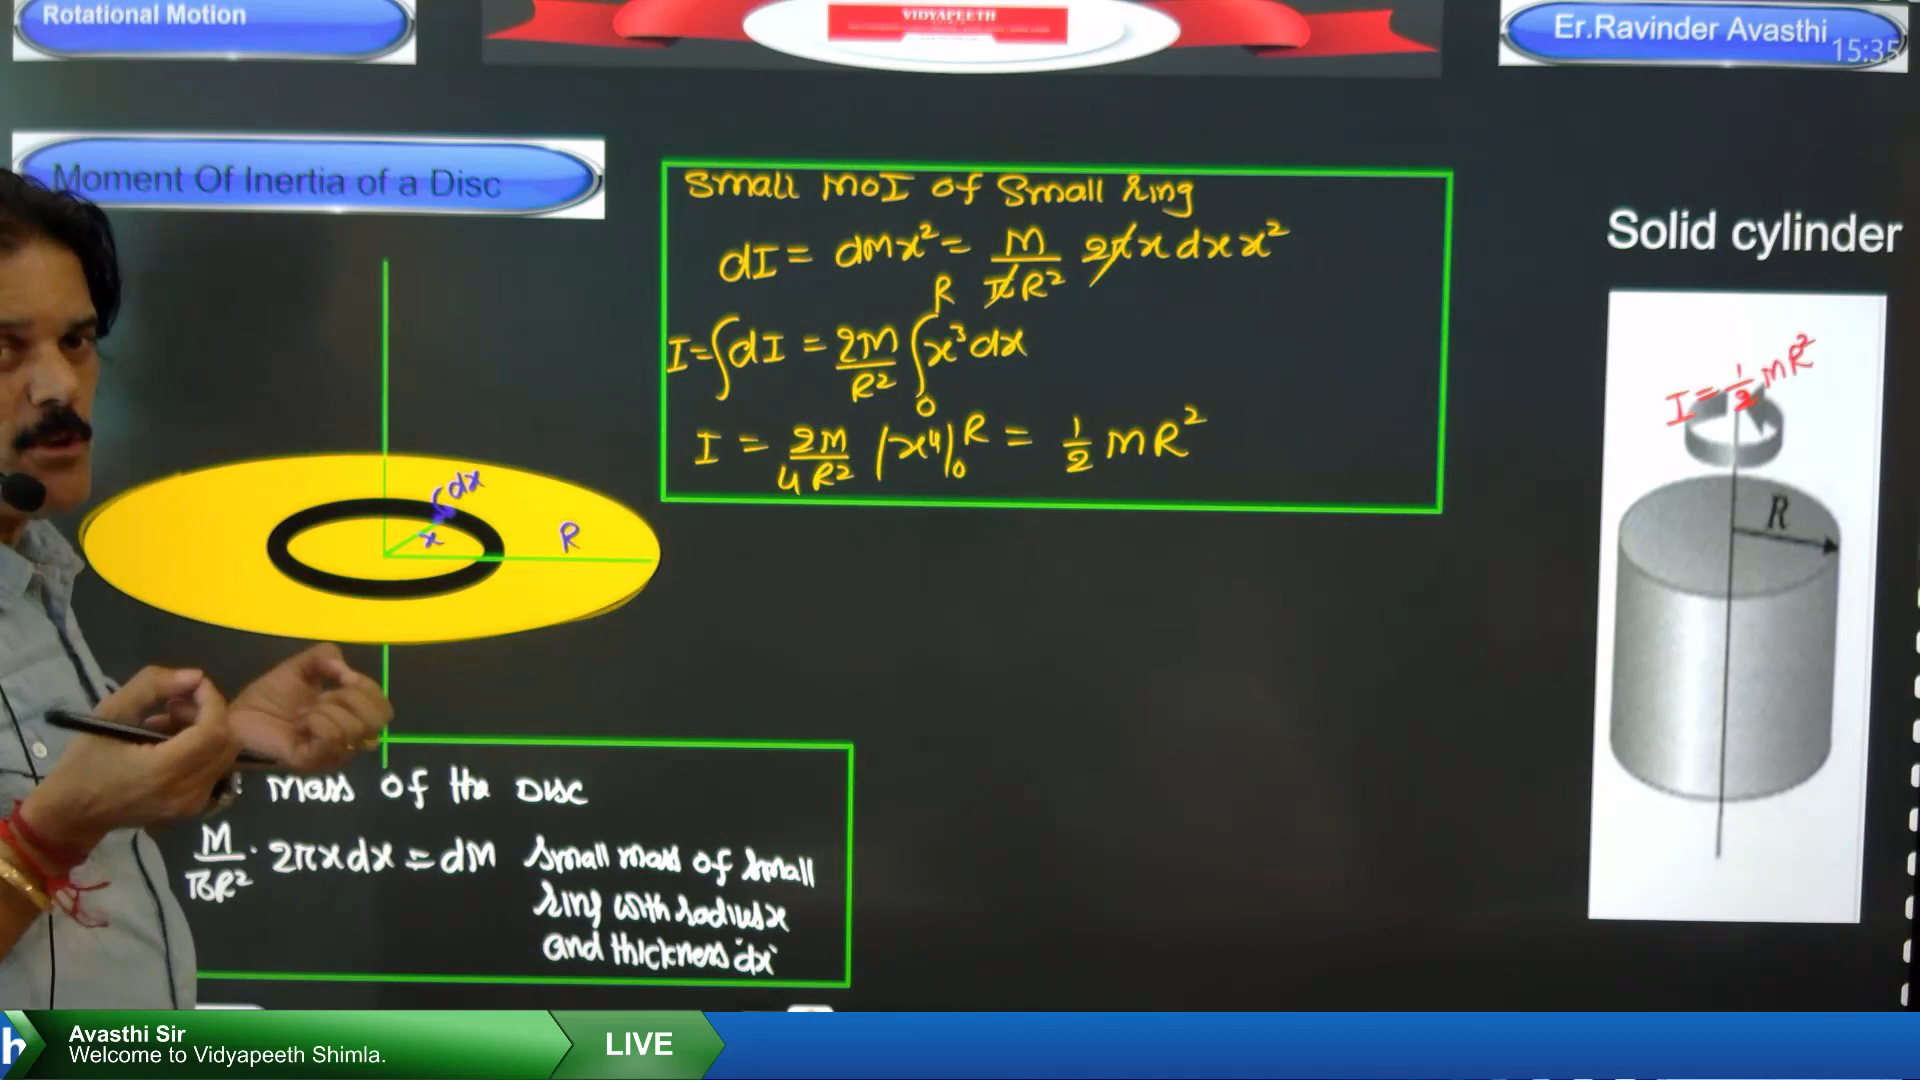 Rotational Motion
VIDYAPEETH
Er.Ravinder Avasthi
15:35
Moment Of Inertia of a Disc
Small MOI of Small ring
dI = dMx² = M/πR² 2πx dx x²
I = ∫dI = 2M/R² ∫₀ᴿ x³dx
I = 2M/4R² |x⁴|₀ᴿ = 1/2 MR²
Solid cylinder
I = 1/2 MR²
R
dx
x
R
: Mass of the Disc
M/πR² · 2πxdx = dM Small mass of small
ring with radius x
and thickness dx
Avasthi Sir
Welcome to Vidyapeeth Shimla.
LIVE